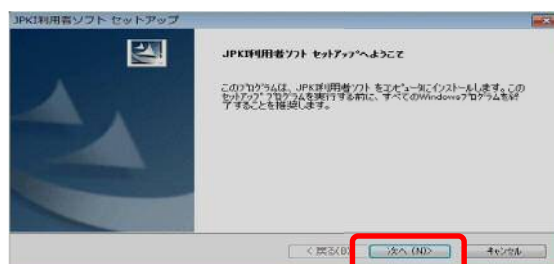 JPKI利用者ソフト セットアップ
JPKI利用者ソフト セットアップへようこそ
このプログラムは、JPKI利用者ソフト をコンピュータにインストールします。この
セットアップ プログラムを実行する前に、すべてのWindowsプログラムを終
了することを推奨します。
< 戻る(B)
次へ (N)>
キャンセル